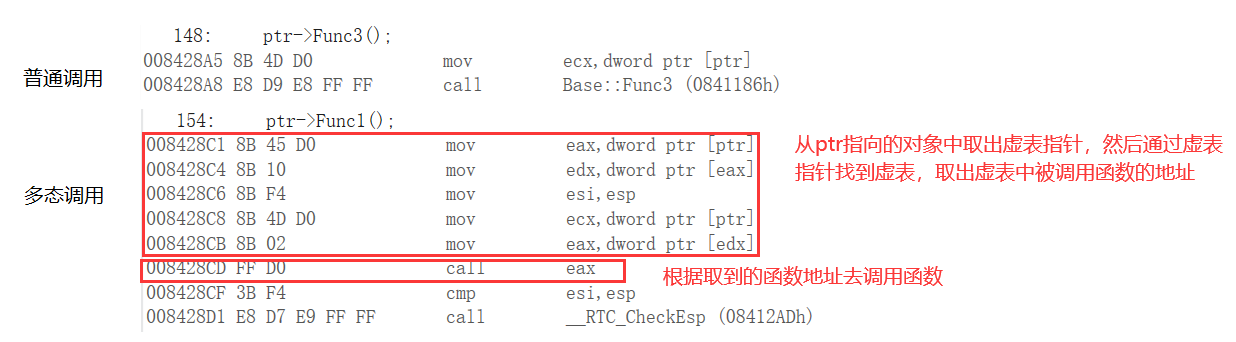 148: ptr->Func3();
普通调用
008428A5 8B 4D D0 mov ecx,dword ptr [ptr]
008428A8 E8 D9 E8 FF FF call Base::Func3 (0841186h)
154: ptr->Func1();
多态调用
008428C1 8B 45 D0 mov eax,dword ptr [ptr]
008428C4 8B 10 mov edx,dword ptr [eax]
008428C6 8B F4 mov esi,esp
008428C8 8B 4D D0 mov ecx,dword ptr [ptr]
008428CB 8B 02 mov eax,dword ptr [edx]
从ptr指向的对象中取出虚表指针，然后通过虚表
指针找到虚表，取出虚表中被调用函数的地址
008428CD FF D0 call eax
根据取到的函数地址去调用函数
008428CF 3B F4 cmp esi,esp
008428D1 E8 D7 E9 FF FF call __RTC_CheckEsp (08412ADh)